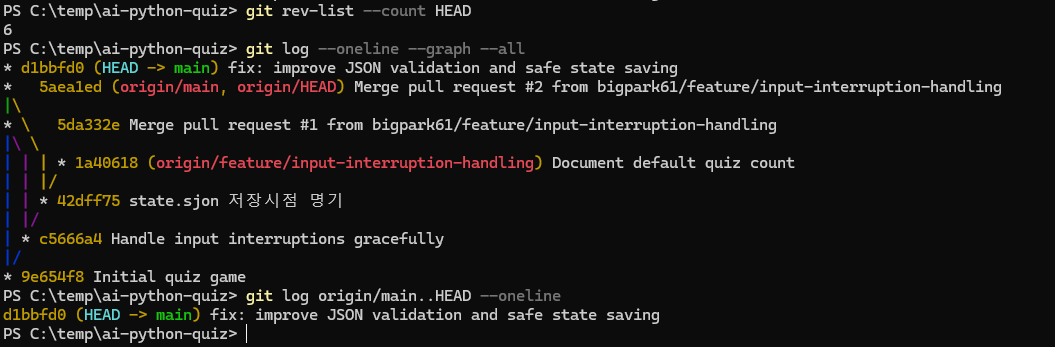 PS C:\temp\ai-python-quiz> git rev-list --count HEAD
6
PS C:\temp\ai-python-quiz> git log --oneline --graph --all
* d1bbfd0 (HEAD -> main) fix: improve JSON validation and safe state saving
*   5aea1ed (origin/main, origin/HEAD) Merge pull request #2 from bigpark61/feature/input-interruption-handling
|\
* \   5da332e Merge pull request #1 from bigpark61/feature/input-interruption-handling
|\ \
| | | * 1a40618 (origin/feature/input-interruption-handling) Document default quiz count
| | |/
| | * 42dff75 state.sjon 저장시점 명기
| |/
| * c5666a4 Handle input interruptions gracefully
|/
* 9e654f8 Initial quiz game
PS C:\temp\ai-python-quiz> git log origin/main..HEAD --oneline
d1bbfd0 (HEAD -> main) fix: improve JSON validation and safe state saving
PS C:\temp\ai-python-quiz>